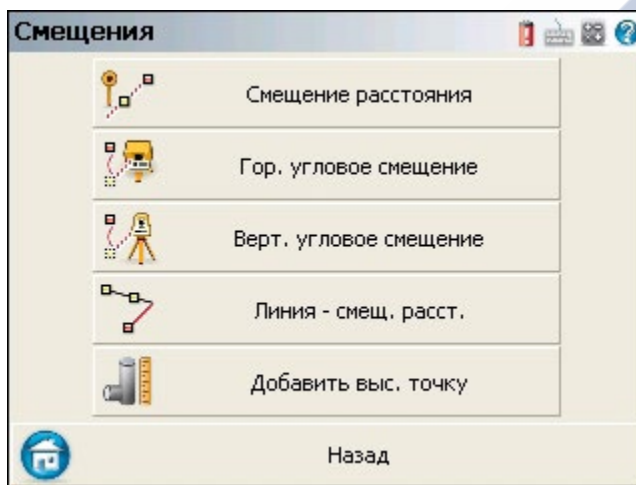 Смещения
Смещение расстояния
Гор. угловое смещение
Верт. угловое смещение
Линия - смещ. расст.
Добавить выс. точку
Назад